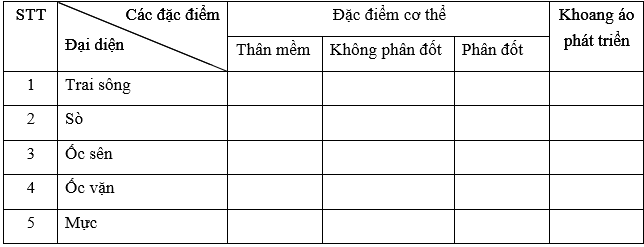 STT Các đặc điểm Đặc điểm cơ thể Khoang áo
Đại diện Thân mềm Không phân đốt Phân đốt phát triển
1 Trai sông
2 Sò
3 Ốc sên
4 Ốc vặn
5 Mực